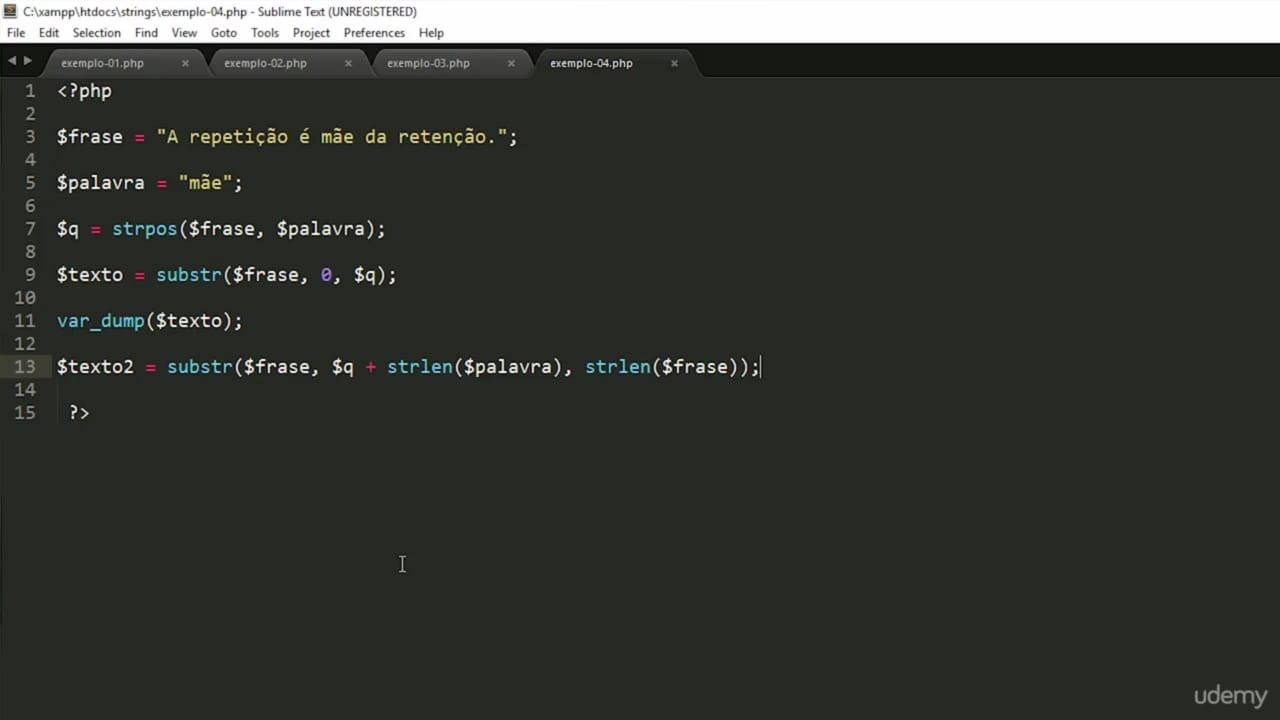 C:\xampp\htdocs\strings\exemplo-04.php - Sublime Text (UNREGISTERED)
File Edit Selection Find View Goto Tools Project Preferences Help
exemplo-01.php × exemplo-02.php × exemplo-03.php × exemplo-04.php ×
1 <?php
2
3 $frase = "A repetição é mãe da retenção.";
4
5 $palavra = "mãe";
6
7 $q = strpos($frase, $palavra);
8
9 $texto = substr($frase, 0, $q);
10
11 var_dump($texto);
12
13 $texto2 = substr($frase, $q + strlen($palavra), strlen($frase));
14
15 ?>
udemy